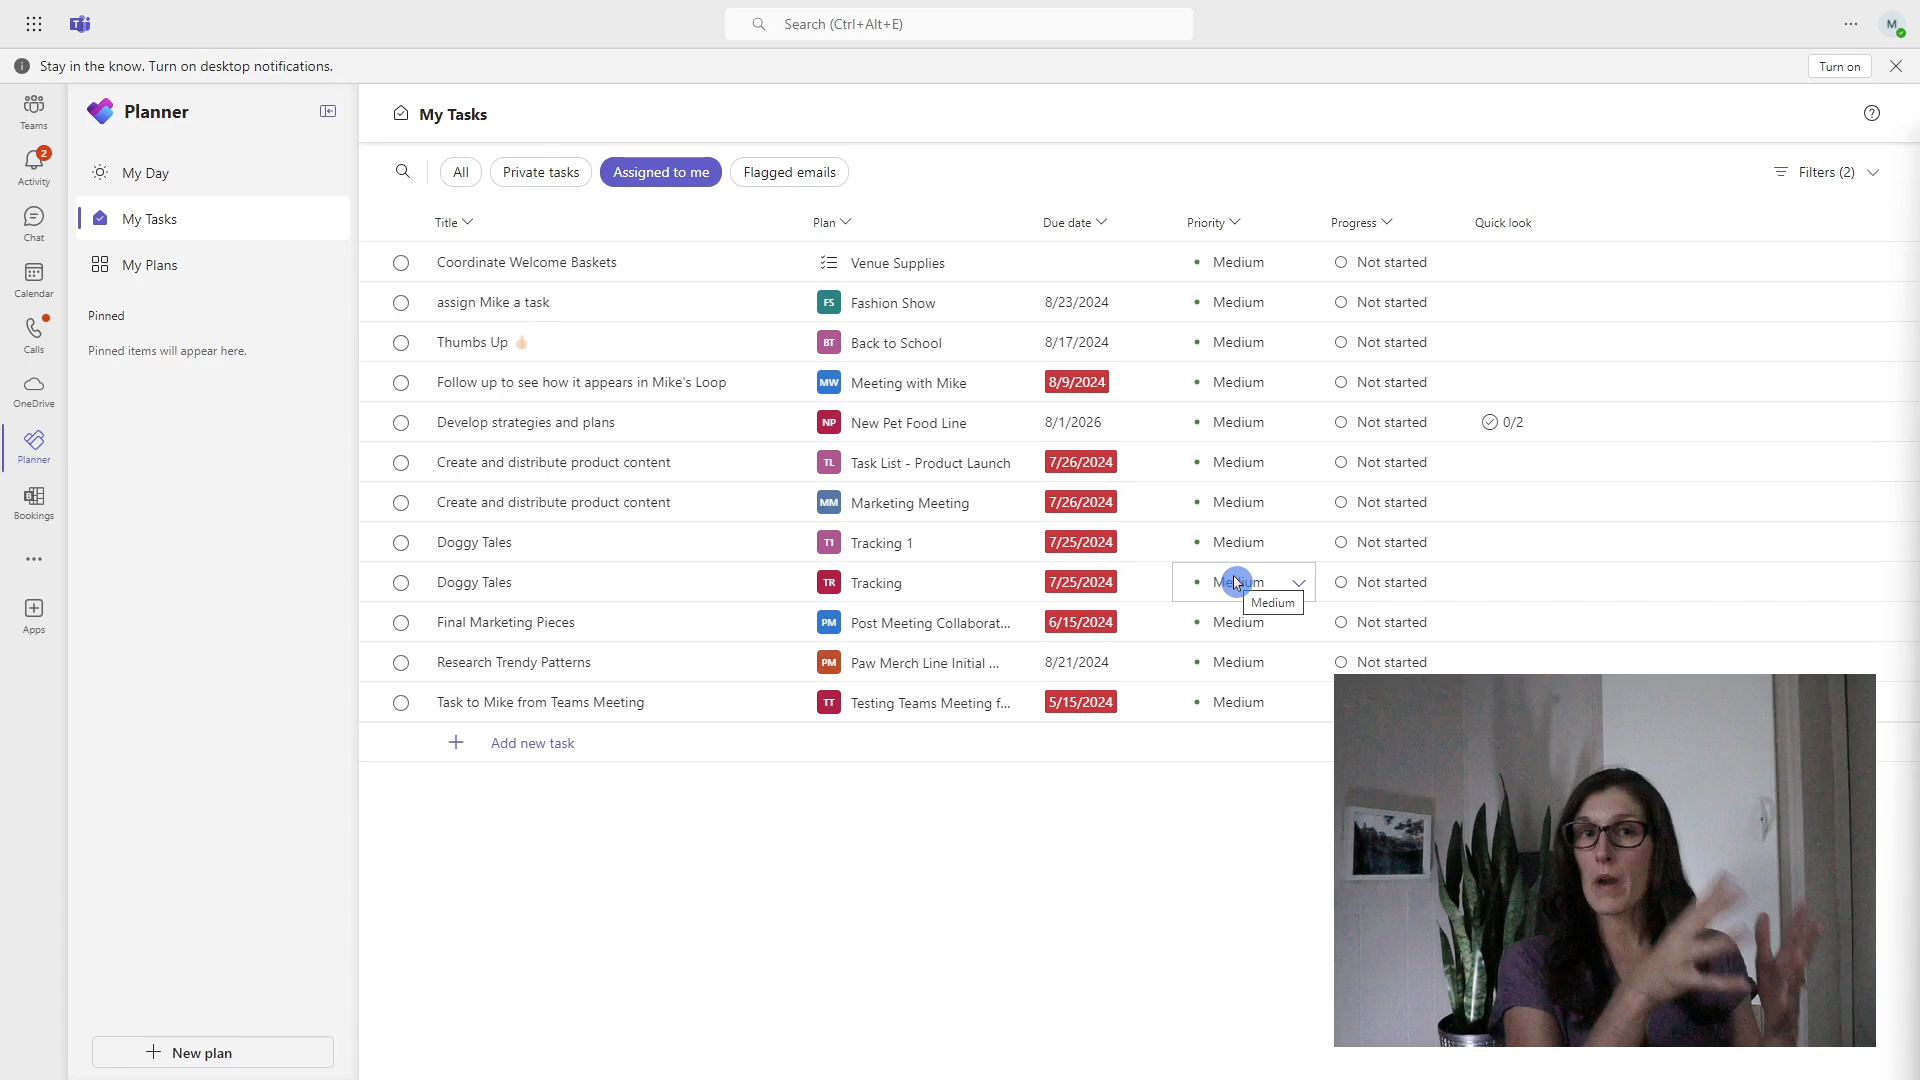 Search (Ctrl+Alt+E)
M
Stay in the know. Turn on desktop notifications.
Turn on
Teams
2
Activity
Chat
Calendar
Calls
OneDrive
Planner
Bookings
Apps
Planner
My Day
My Tasks
My Plans
Pinned
Pinned items will appear here.
New plan
My Tasks
All Private tasks Assigned to me Flagged emails Filters (2)
Title Plan Due date Priority Progress Quick look
Coordinate Welcome Baskets Venue Supplies Medium Not started
assign Mike a task FS Fashion Show 8/23/2024 Medium Not started
Thumbs Up 👍🏻 BT Back to School 8/17/2024 Medium Not started
Follow up to see how it appears in Mike's Loop MW Meeting with Mike 8/9/2024 Medium Not started
Develop strategies and plans NP New Pet Food Line 8/1/2026 Medium Not started 0/2
Create and distribute product content TL Task List - Product Launch 7/26/2024 Medium Not started
Create and distribute product content MM Marketing Meeting 7/26/2024 Medium Not started
Doggy Tales T1 Tracking 1 7/25/2024 Medium Not started
Doggy Tales TR Tracking 7/25/2024 Medium Not started
Medium
Final Marketing Pieces PM Post Meeting Collaborat... 6/15/2024 Medium Not started
Research Trendy Patterns PM Paw Merch Line Initial ... 8/21/2024 Medium Not started
Task to Mike from Teams Meeting TT Testing Teams Meeting f... 5/15/2024 Medium
Add new task